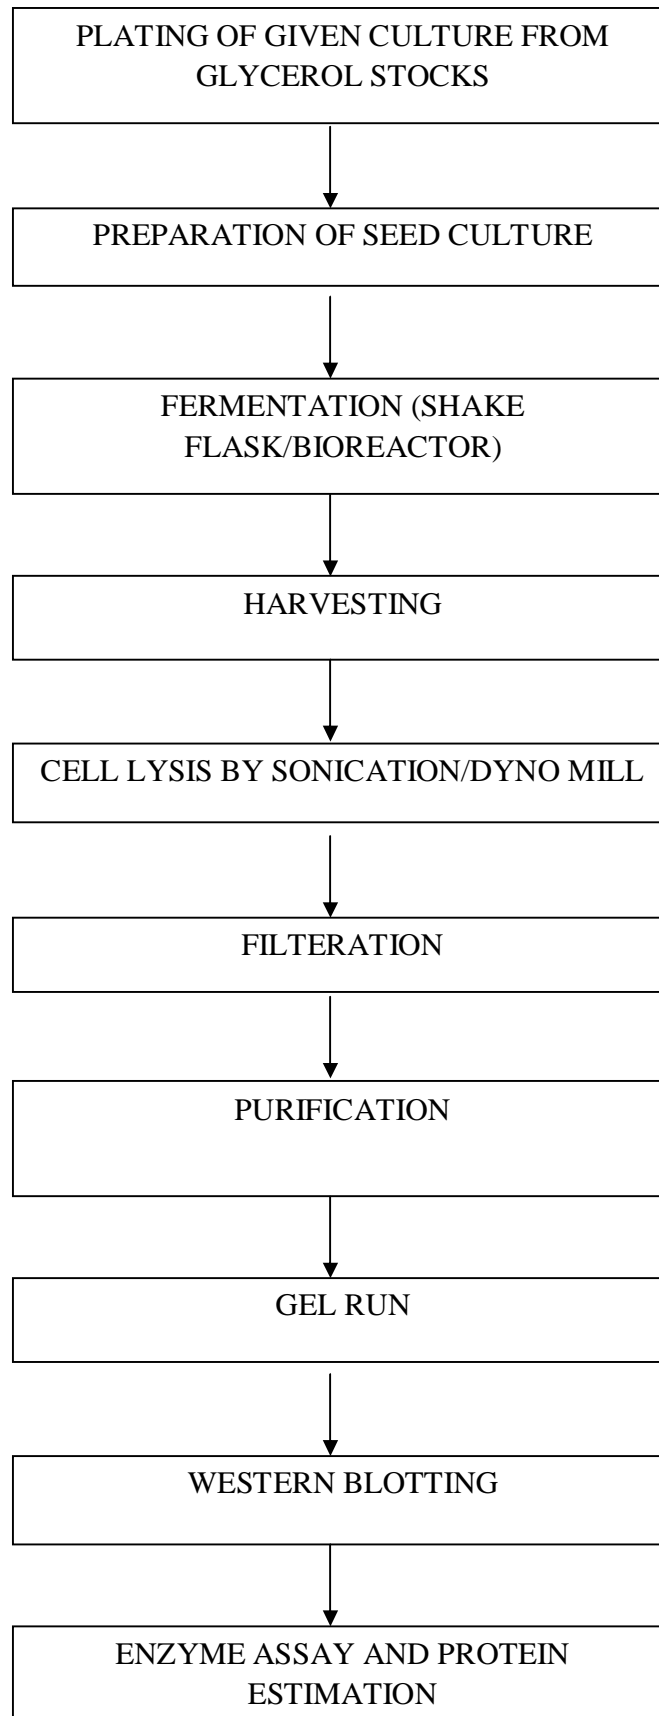 PLATING OF GIVEN CULTURE FROM
GLYCEROL STOCKS
PREPARATION OF SEED CULTURE
FERMENTATION (SHAKE
FLASK/BIOREACTOR)
HARVESTING
CELL LYSIS BY SONICATION/DYNO MILL
FILTERATION
PURIFICATION
GEL RUN
WESTERN BLOTTING
ENZYME ASSAY AND PROTEIN
ESTIMATION